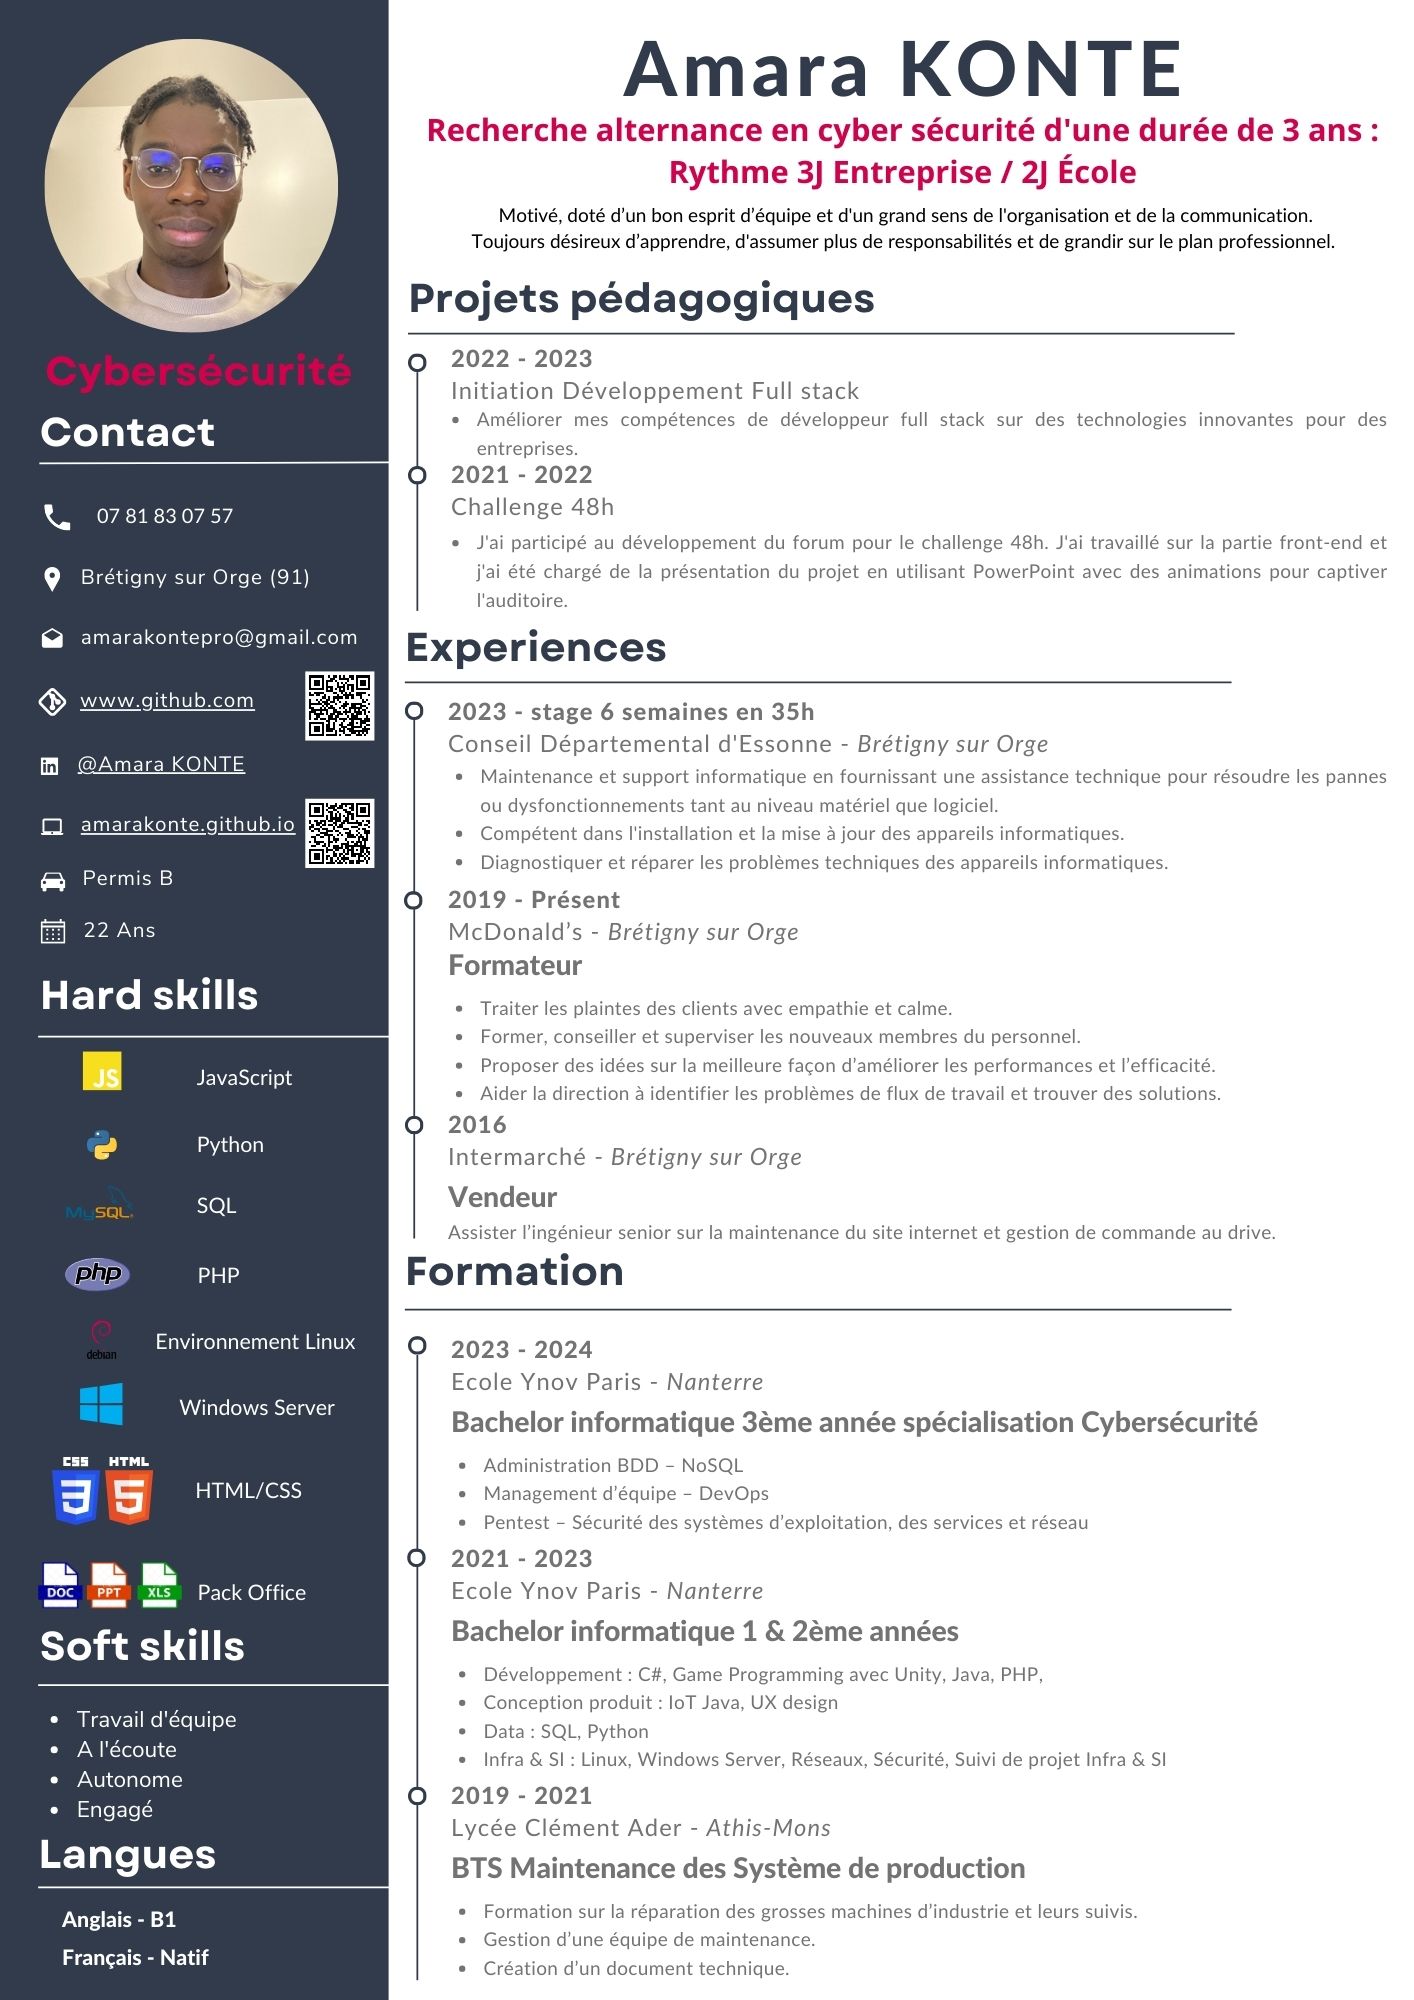 Amara KONTE
Recherche alternance en cyber sécurité d'une durée de 3 ans :
Rythme 3J Entreprise / 2J École
Motivé, doté d’un bon esprit d’équipe et d'un grand sens de l'organisation et de la communication.
Toujours désireux d’apprendre, d'assumer plus de responsabilités et de grandir sur le plan professionnel.
Cybersécurité
Contact
07 81 83 07 57
Brétigny sur Orge (91)
amarakontepro@gmail.com
www.github.com
in
@Amara KONTE
amarakonte.github.io
Permis B
22 Ans
Hard skills
JS
JavaScript
Python
MySQL
SQL
php
PHP
debian
Environnement Linux
Windows Server
CSS HTML
3 5
HTML/CSS
DOC PPT XLS
Pack Office
Soft skills
• Travail d'équipe
• A l'écoute
• Autonome
• Engagé
Langues
Anglais - B1
Français - Natif
Projets pédagogiques
2022 - 2023
Initiation Développement Full stack
• Améliorer mes compétences de développeur full stack sur des technologies innovantes pour des
entreprises.
2021 - 2022
Challenge 48h
• J'ai participé au développement du forum pour le challenge 48h. J'ai travaillé sur la partie front-end et
j'ai été chargé de la présentation du projet en utilisant PowerPoint avec des animations pour captiver
l'auditoire.
Experiences
2023 - stage 6 semaines en 35h
Conseil Départemental d'Essonne - Brétigny sur Orge
• Maintenance et support informatique en fournissant une assistance technique pour résoudre les pannes
ou dysfonctionnements tant au niveau matériel que logiciel.
• Compétent dans l'installation et la mise à jour des appareils informatiques.
• Diagnostiquer et réparer les problèmes techniques des appareils informatiques.
2019 - Présent
McDonald’s - Brétigny sur Orge
Formateur
• Traiter les plaintes des clients avec empathie et calme.
• Former, conseiller et superviser les nouveaux membres du personnel.
• Proposer des idées sur la meilleure façon d’améliorer les performances et l’efficacité.
• Aider la direction à identifier les problèmes de flux de travail et trouver des solutions.
2016
Intermarché - Brétigny sur Orge
Vendeur
Assister l’ingénieur senior sur la maintenance du site internet et gestion de commande au drive.
Formation
2023 - 2024
Ecole Ynov Paris - Nanterre
Bachelor informatique 3ème année spécialisation Cybersécurité
• Administration BDD – NoSQL
• Management d’équipe – DevOps
• Pentest – Sécurité des systèmes d’exploitation, des services et réseau
2021 - 2023
Ecole Ynov Paris - Nanterre
Bachelor informatique 1 & 2ème années
• Développement : C#, Game Programming avec Unity, Java, PHP,
• Conception produit : IoT Java, UX design
• Data : SQL, Python
• Infra & SI : Linux, Windows Server, Réseaux, Sécurité, Suivi de projet Infra & SI
2019 - 2021
Lycée Clément Ader - Athis-Mons
BTS Maintenance des Système de production
• Formation sur la réparation des grosses machines d’industrie et leurs suivis.
• Gestion d’une équipe de maintenance.
• Création d’un document technique.